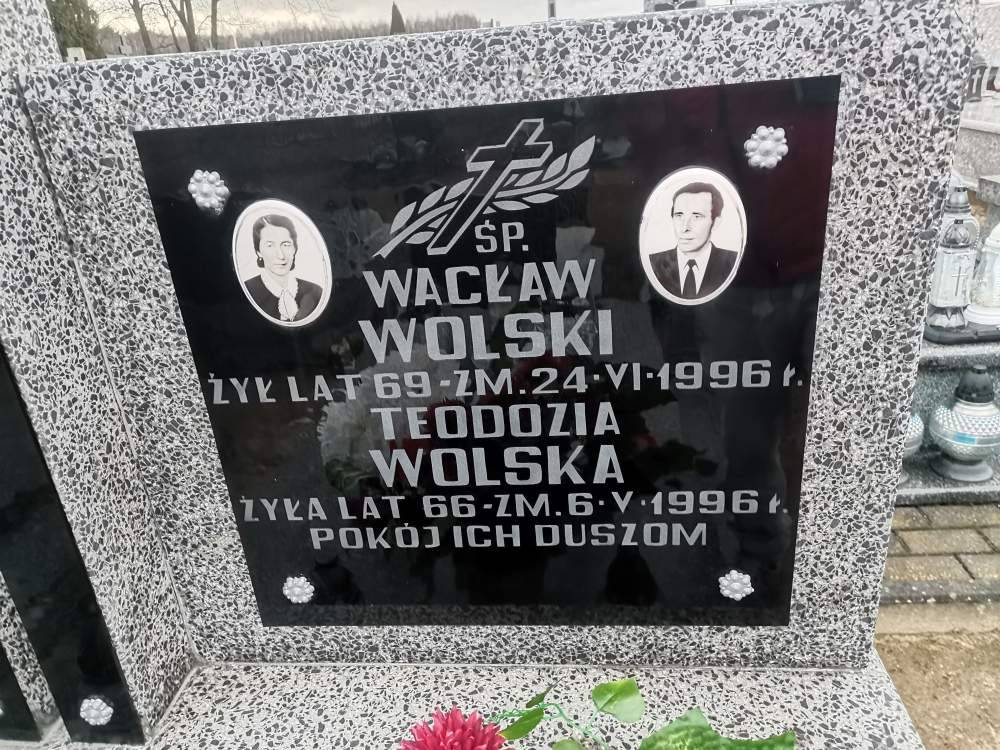 ŚP.
WACŁAW
WOLSKI
ŻYŁ LAT 69-ZM. 24·VI·1996 r.
TEODOZIA
WOLSKA
ŻYŁA LAT 66-ZM. 6·V·1996 r.
POKÓJ ICH DUSZOM